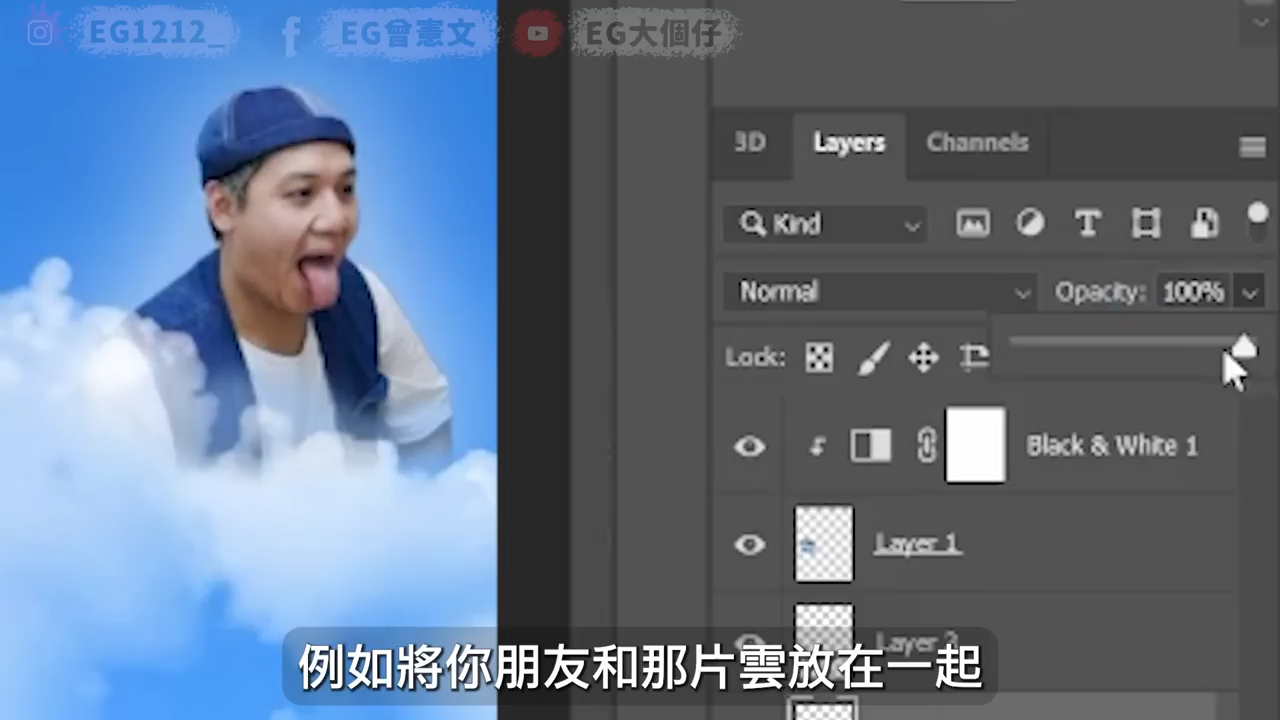 EG1212_
EG曾憲文
EG大個仔
3D
Layers
Channels
Kind
Normal
Opacity: 100%
Lock:
Black & White 1
Layer 1
Layer 2
例如將你朋友和那片雲放在一起